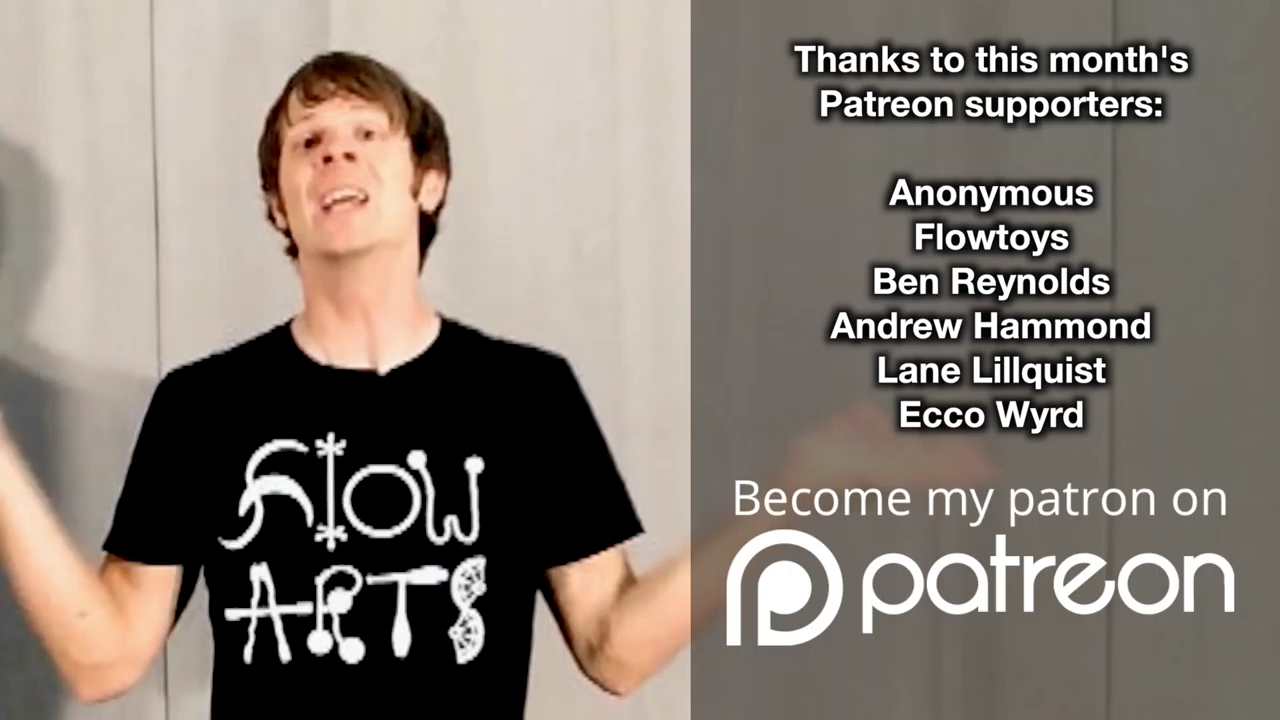 FLOW
ARTS
Thanks to this month's
Patreon supporters:
Anonymous
Flowtoys
Ben Reynolds
Andrew Hammond
Lane Lillquist
Ecco Wyrd
Become my patron on
patreon